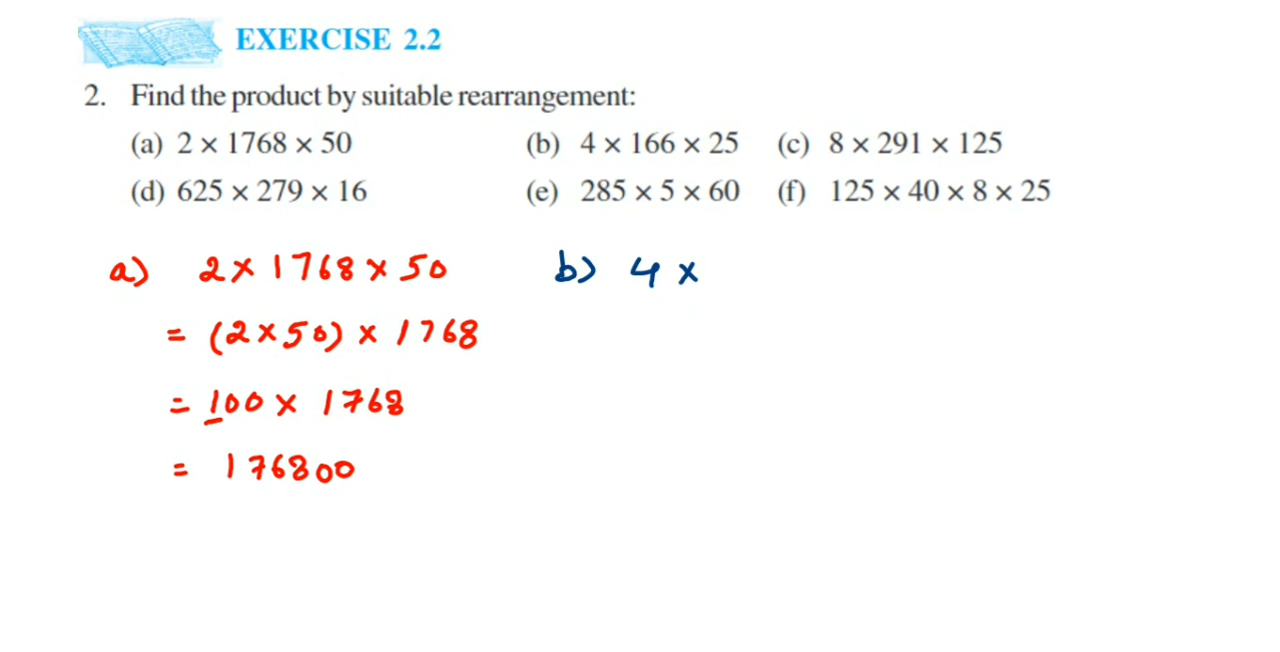 EXERCISE 2.2
2. Find the product by suitable rearrangement:
(a) 2 × 1768 × 50 (b) 4 × 166 × 25 (c) 8 × 291 × 125
(d) 625 × 279 × 16 (e) 285 × 5 × 60 (f) 125 × 40 × 8 × 25
a) 2 × 1768 × 50 b) 4 ×
= (2 × 50) × 1768
= 100 × 1768
= 176800